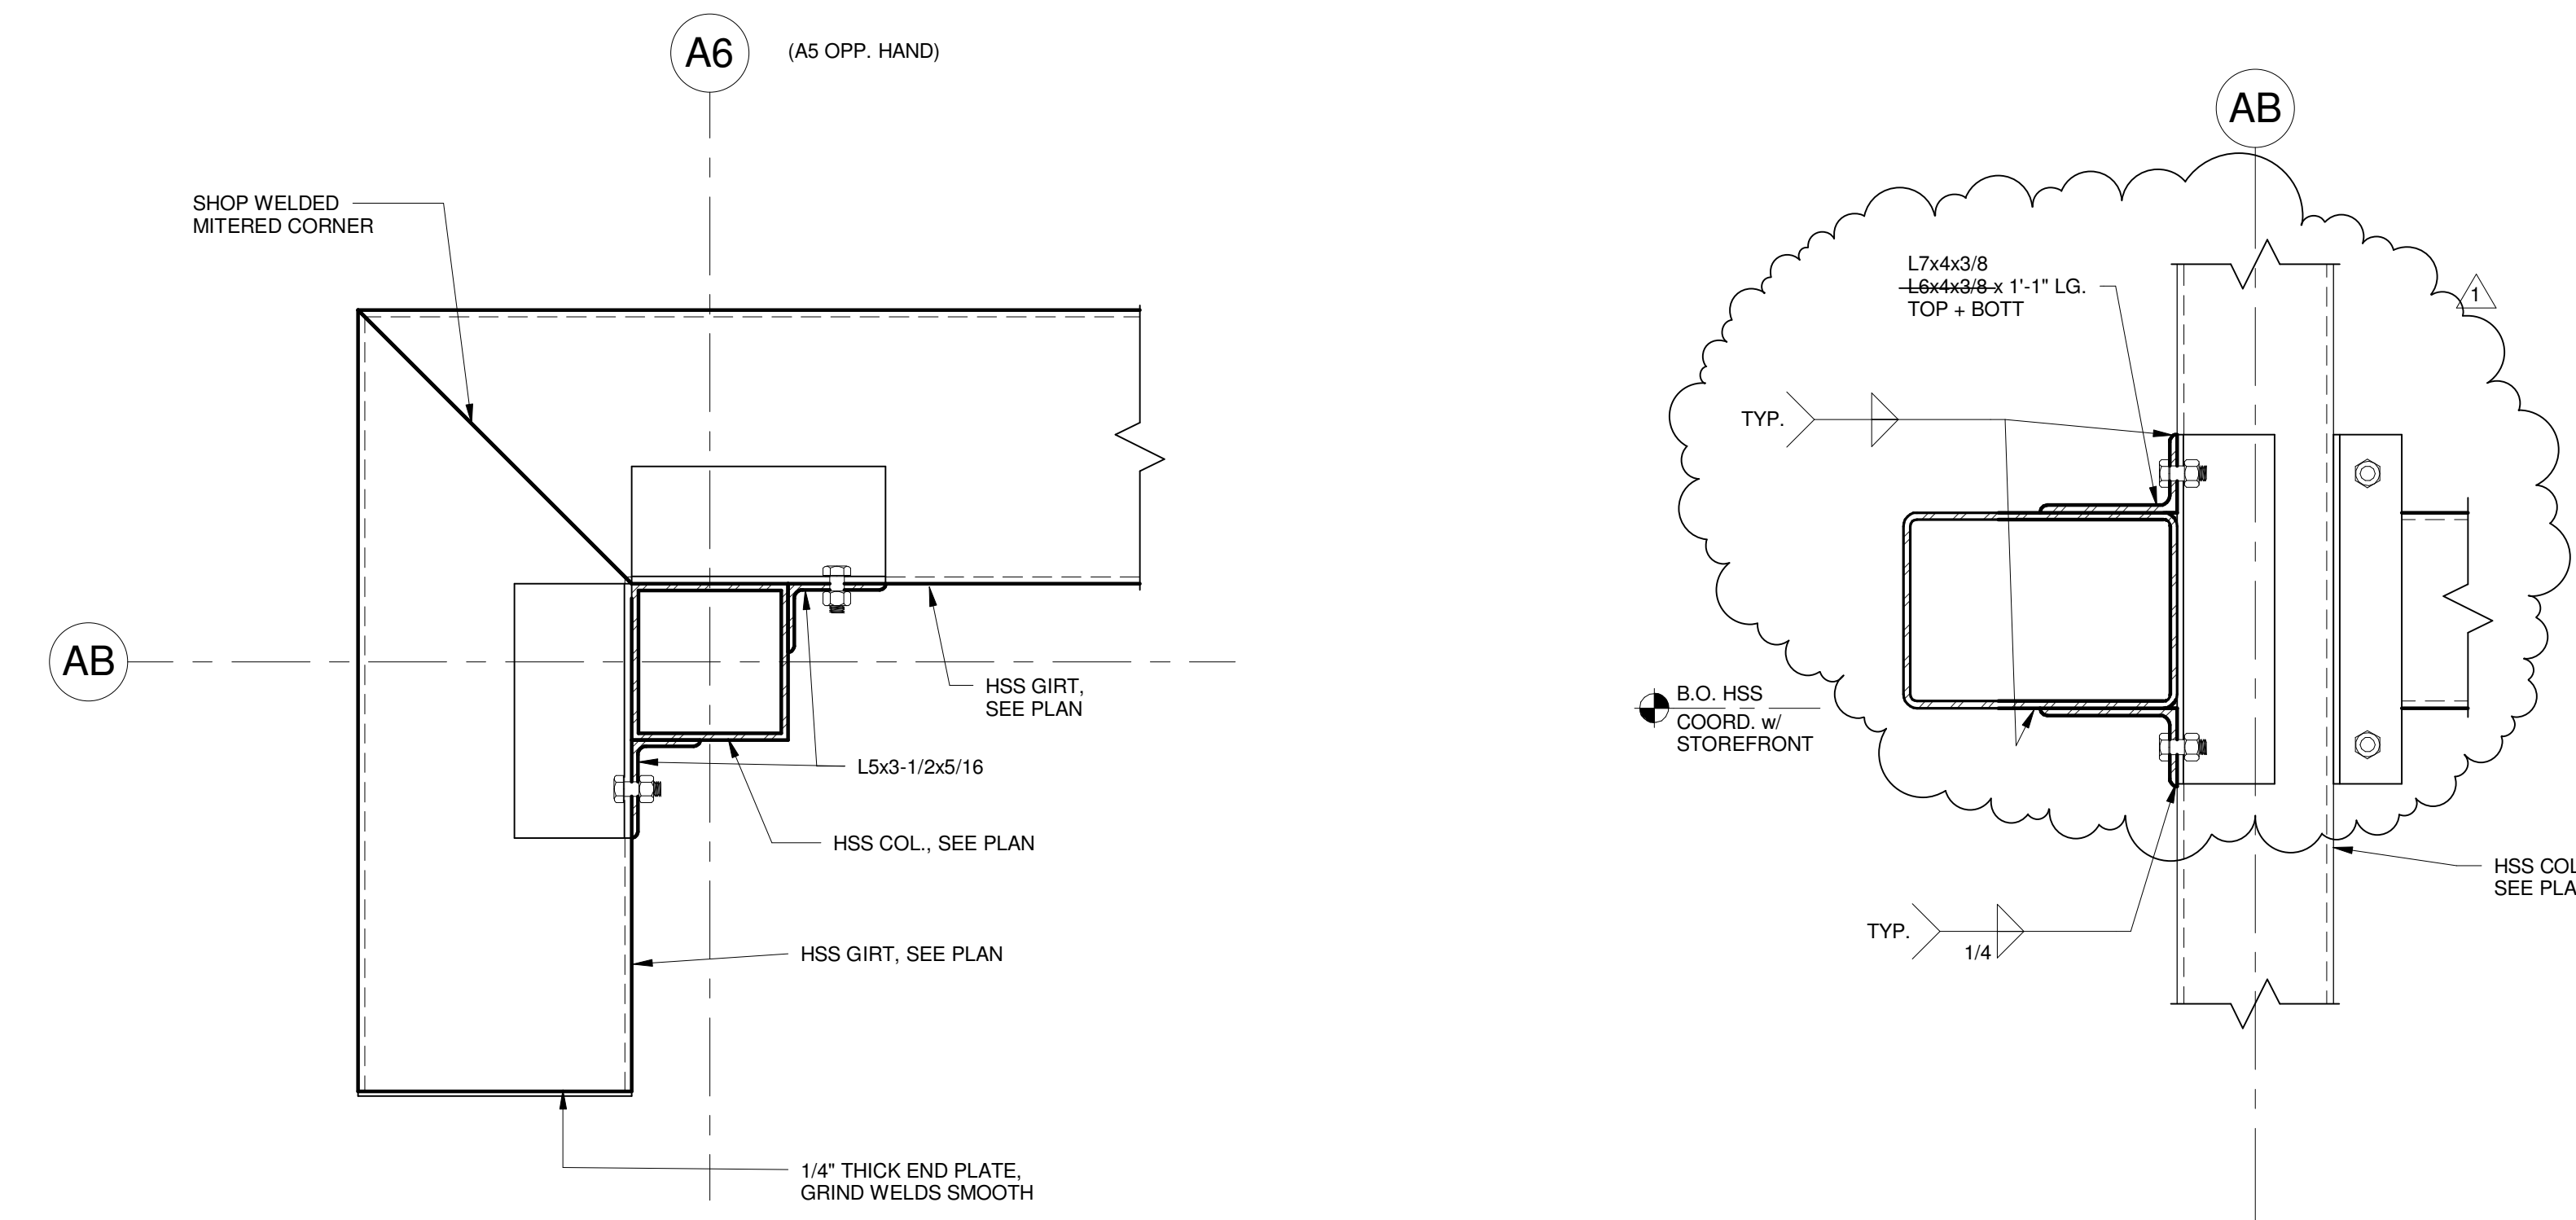 A6
(A5 OPP. HAND)
SHOP WELDED
MITERED CORNER
AB
HSS GIRT,
SEE PLAN
L5x3-1/2x5/16
HSS COL., SEE PLAN
HSS GIRT, SEE PLAN
1/4" THICK END PLATE,
GRIND WELDS SMOOTH
AB
L7x4x3/8
L6x4x3/8 x 1'-1" LG.
TOP + BOTT
1
TYP.
B.O. HSS
COORD. w/
STOREFRONT
HSS COL
SEE PLA
TYP.
1/4